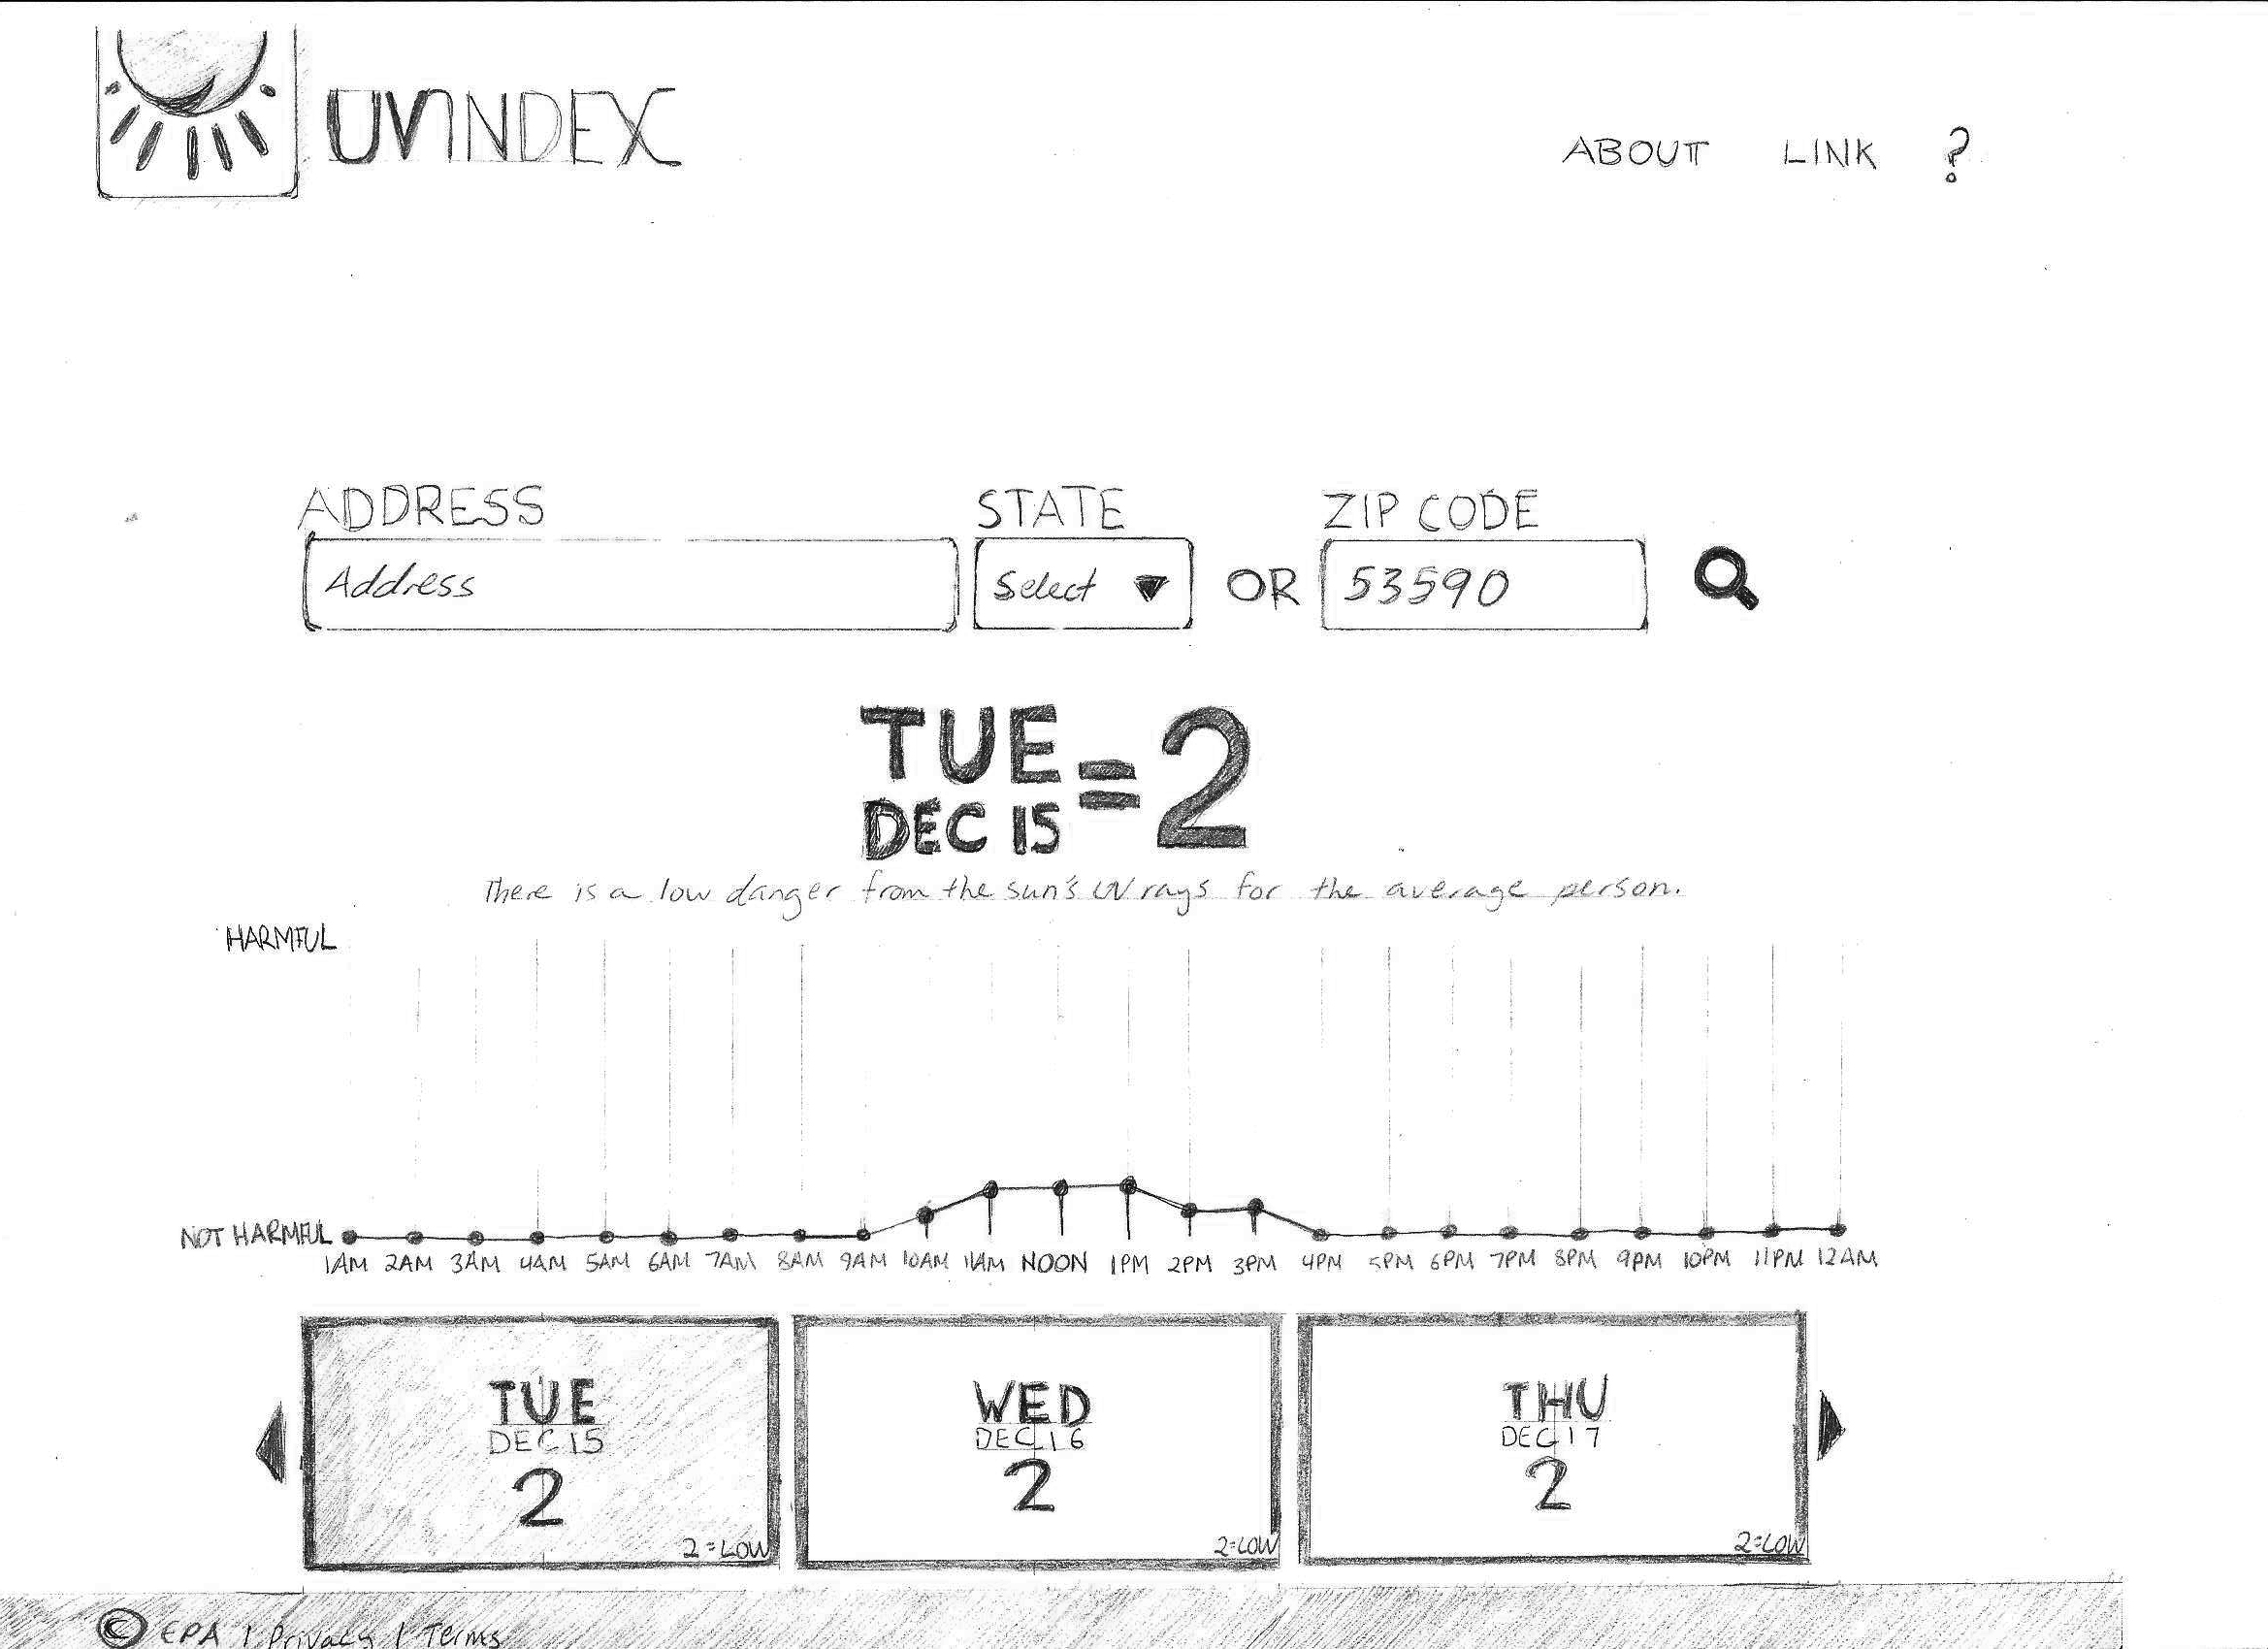 UVINDEX
ABOUT LINK ?
ADDRESS STATE ZIP CODE
Address Select OR 53590
TUE
DEC 15 = 2
There is a low danger from the sun's UV rays for the average person.
HARMFUL
NOT HARMFUL
1AM 2AM 3AM 4AM 5AM 6AM 7AM 8AM 9AM 10AM 11AM NOON 1PM 2PM 3PM 4PM 5PM 6PM 7PM 8PM 9PM 10PM 11PM 12AM
TUE
DEC 15
2
2=LOW
WED
DEC 16
2
2=LOW
THU
DEC 17
2
2=LOW
© EPA | Privacy | Terms